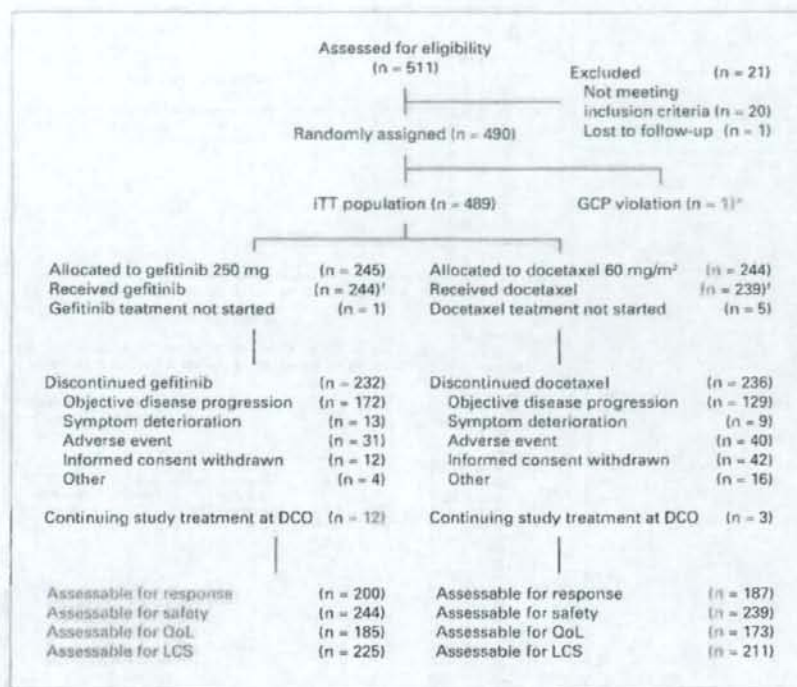 Assessed for eligibility
(n = 511)
Excluded (n = 21)
Not meeting
inclusion criteria (n = 20)
Lost to follow-up (n = 1)
Randomly assigned (n = 490)
iTT population (n = 489) GCP violation (n = 1)*
Allocated to gefitinib 250 mg (n = 245)
Received gefitinib (n = 244)†
Gefitinib teatment not started (n = 1)
Allocated to docetaxel 60 mg/m² (n = 244)
Received docetaxel (n = 239)†
Docetaxel teatment not started (n = 5)
Discontinued gefitinib (n = 232)
Objective disease progression (n = 172)
Symptom deterioration (n = 13)
Adverse event (n = 31)
Informed consent withdrawn (n = 12)
Other (n = 4)
Discontinued docetaxel (n = 236)
Objective disease progression (n = 129)
Symptom deterioration (n = 9)
Adverse event (n = 40)
Informed consent withdrawn (n = 42)
Other (n = 16)
Continuing study treatment at DCO (n = 12)
Continuing study treatment at DCO (n = 3)
Assessable for response (n = 200)
Assessable for safety (n = 244)
Assessable for QoL (n = 185)
Assessable for LCS (n = 225)
Assessable for response (n = 187)
Assessable for safety (n = 239)
Assessable for QoL (n = 173)
Assessable for LCS (n = 211)